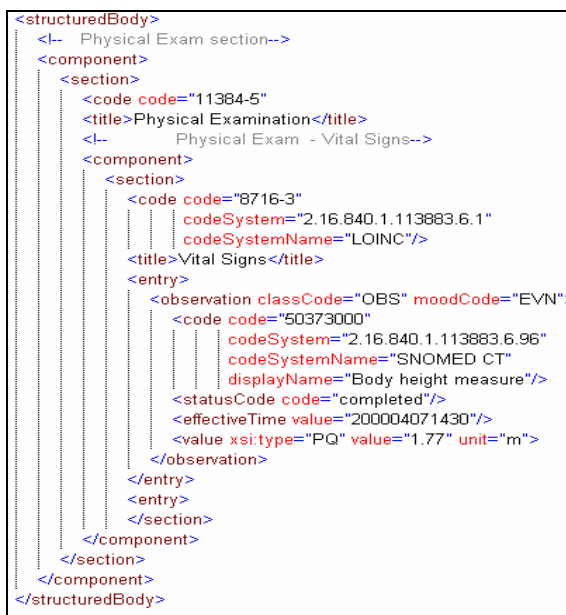 <structuredBody>
<!-- Physical Exam section-->
<component>
<section>
<code code="11384-5"
<title>Physical Examination</title>
<!-- Physical Exam - Vital Signs-->
<component>
<section>
<code code="8716-3"
codeSystem="2.16.840.1.113883.6.1"
codeSystemName="LOINC"/>
<title>Vital Signs</title>
<entry>
<observation classCode="OBS" moodCode="EVN">
<code code="50373000"
codeSystem="2.16.840.1.113883.6.96"
codeSystemName="SNOMED CT"
displayName="Body height measure"/>
<statusCode code="completed"/>
<effectiveTime value="200004071430"/>
<value xsi:type="PQ" value="1.77" unit="m">
</observation>
</entry>
<entry>
</section>
</component>
</section>
</component>
</structuredBody>